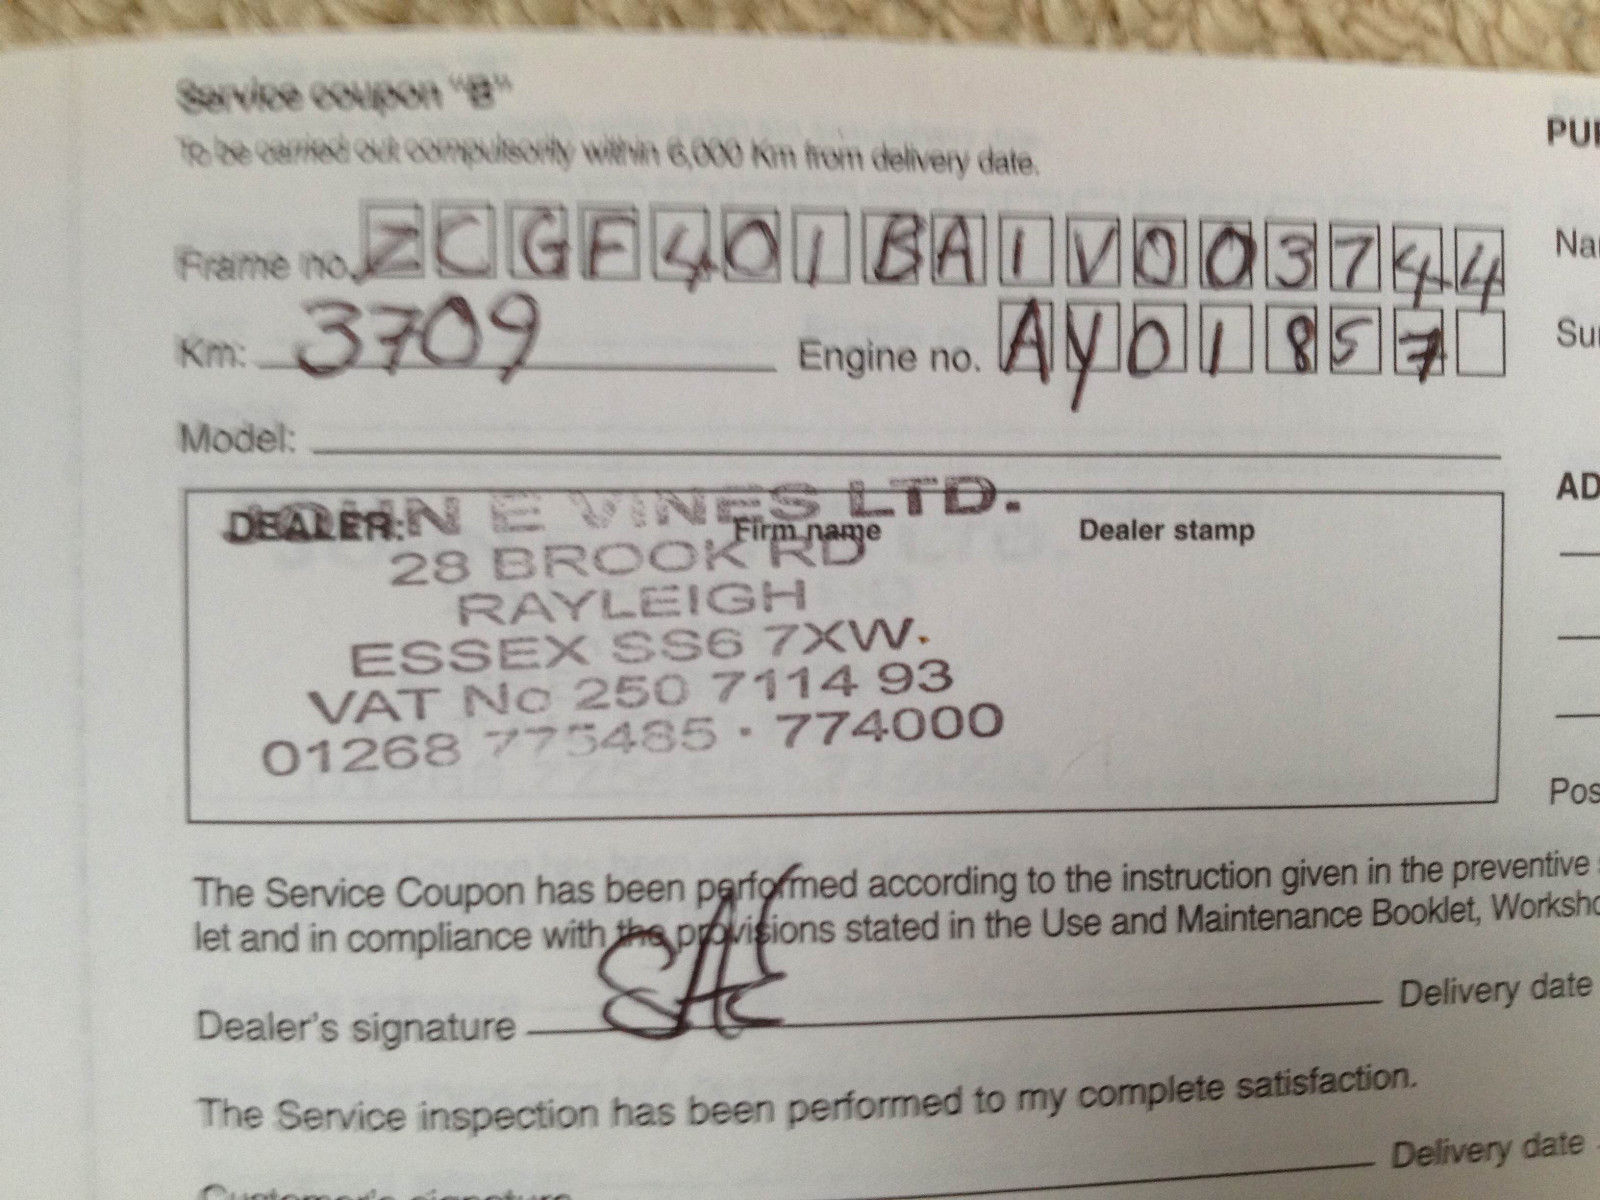 Service coupon "B"
To be carried out compulsorily within 6,000 Km from delivery date.
Frame no. ZCGF401BA1V003744
Km: 3709 Engine no. AY01857
Model:
JOHN E VINES LTD.
DEALER: Firm name Dealer stamp
28 BROOK RD
RAYLEIGH
ESSEX SS6 7XW.
VAT No 250 7114 93
01268 775485 · 774000
The Service Coupon has been performed according to the instruction given in the preventive
let and in compliance with the provisions stated in the Use and Maintenance Booklet, Worksho
Dealer's signature Delivery date
The Service inspection has been performed to my complete satisfaction.
Delivery date
Customer's signature
PU
Na
Su
AD
Pos